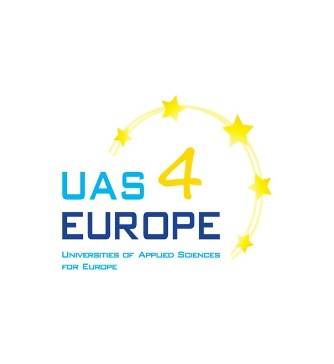 UAS 4
EUROPE
Universities of Applied Sciences
for Europe